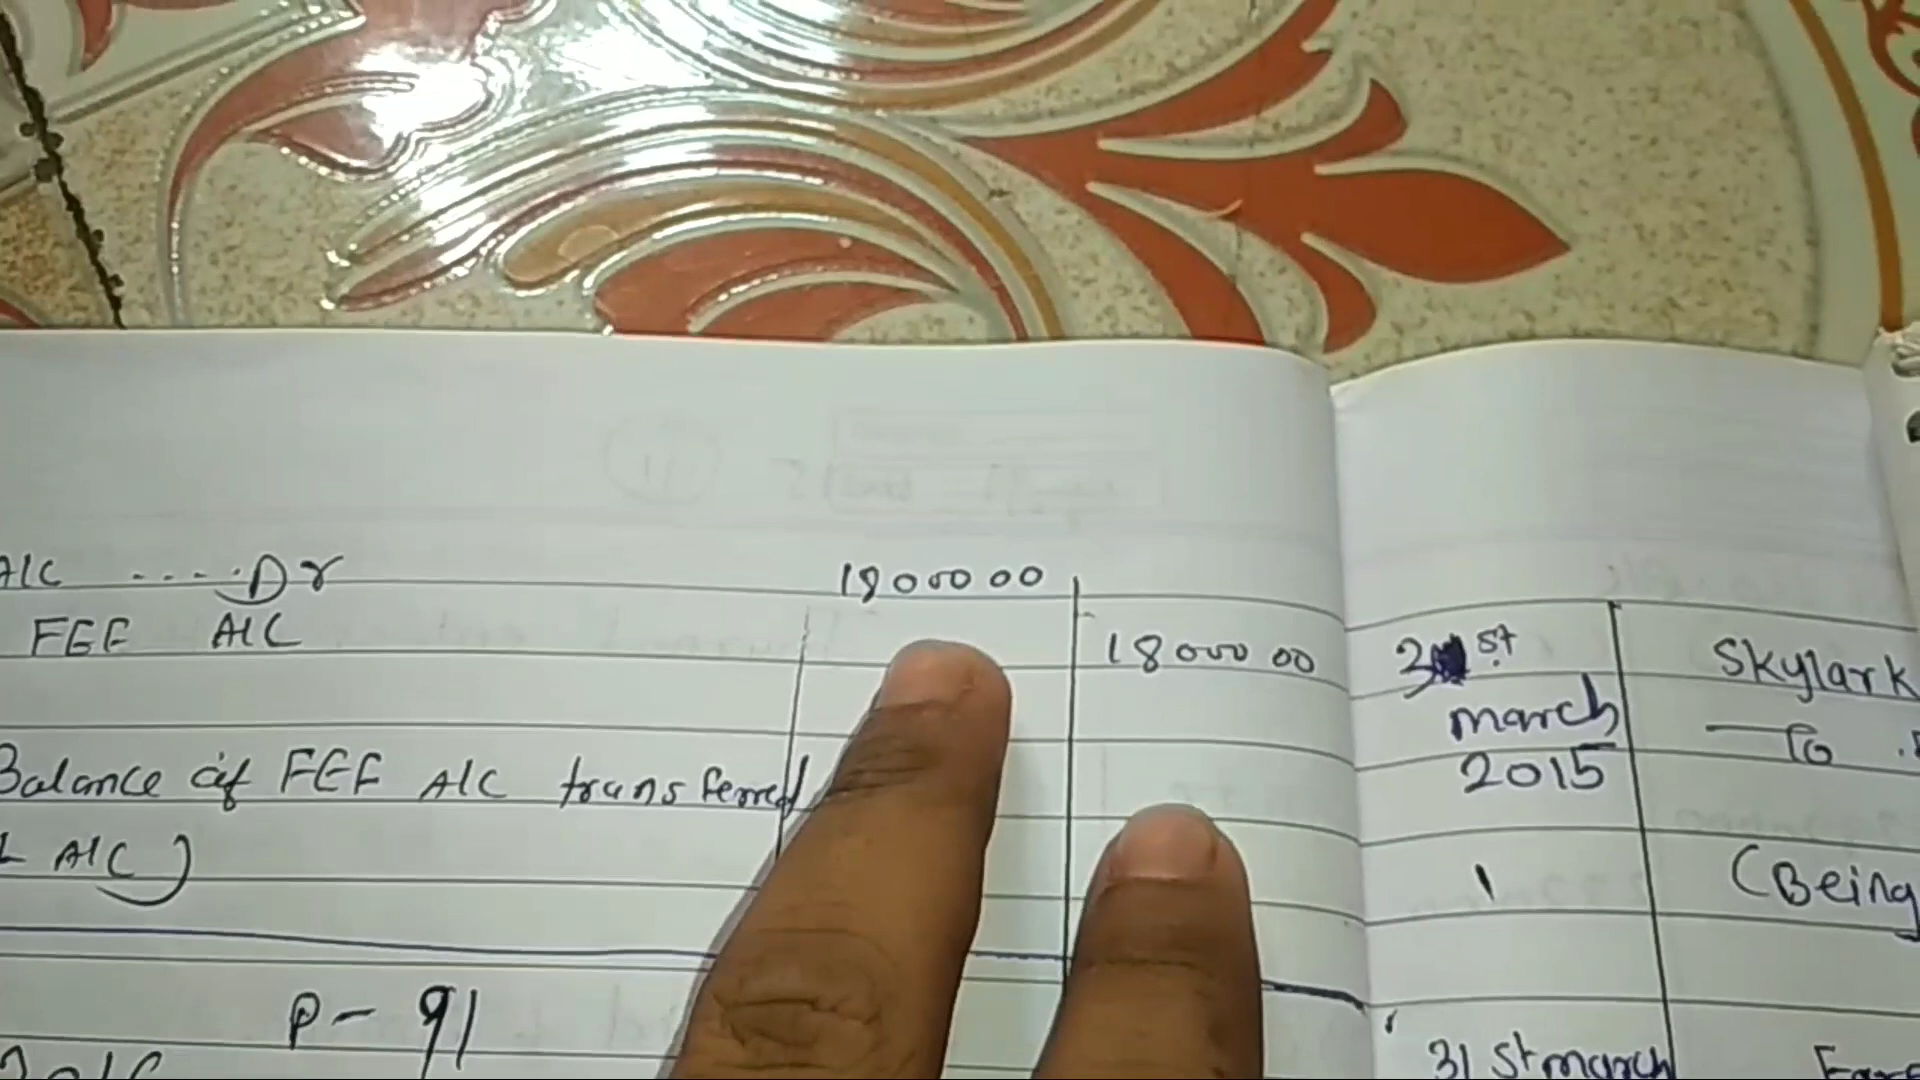 A/C ....Dr 1800000
FEF A/C 1800000
Balance of FEF A/C transferred
L A/C)
P-91
31st Skylark
march To
2015
(Being
31st march